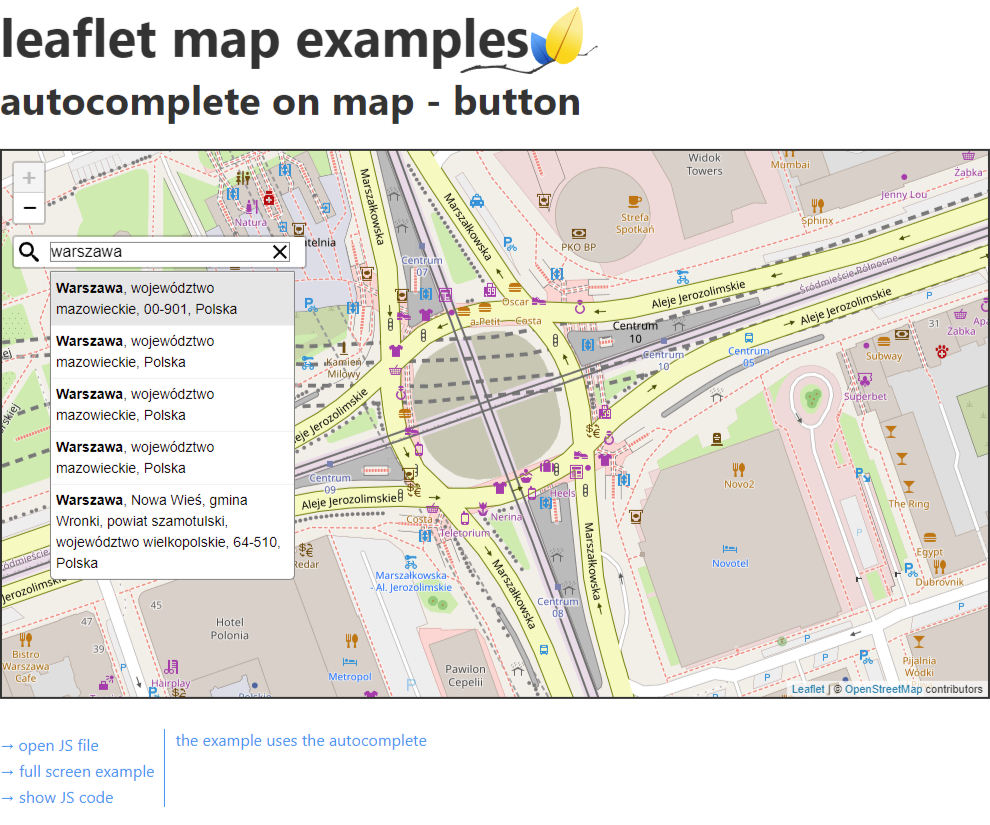 leaflet map examples
autocomplete on map - button
+
−
warszawa
Warszawa, województwo
mazowieckie, 00-901, Polska
Warszawa, województwo
mazowieckie, Polska
Warszawa, województwo
mazowieckie, Polska
Warszawa, województwo
mazowieckie, Polska
Warszawa, Nowa Wieś, gmina
Wronki, powiat szamotulski,
województwo wielkopolskie, 64-510,
Polska
Natura
Marszałkowska
Marszałkowska
Centrum
07
PKO BP
Strefa
Spotkań
Widok
Towers
Mumbai
Sphinx
Jenny Lou
Żabka
Aleje Jerozolimskie
Śródmieście Północne
Aleje Jerozolimskie
Oscar
a-Petit
Costa
Centrum
10
Centrum
10
Centrum
05
31
Żabka
Subway
Superbet
Kamień
Milowy
Centrum
09
Aleje Jerozolimskie
Costa
Teletorium
Nerina
Heels
Novo2
The Ring
Egypt
Dubrovnik
Novotel
Marszałkowska-
- Al. Jerozolimskie
Marszałkowska
Marszałkowska
Centrum
08
45
47
39
Hotel
Polonia
Bistro
Warszawa
Cafe
Hairplay
Metropol
Pawilon
Cepelii
Pijalnia
Wódki
Leaflet | © OpenStreetMap contributors
→ open JS file
→ full screen example
→ show JS code
the example uses the autocomplete